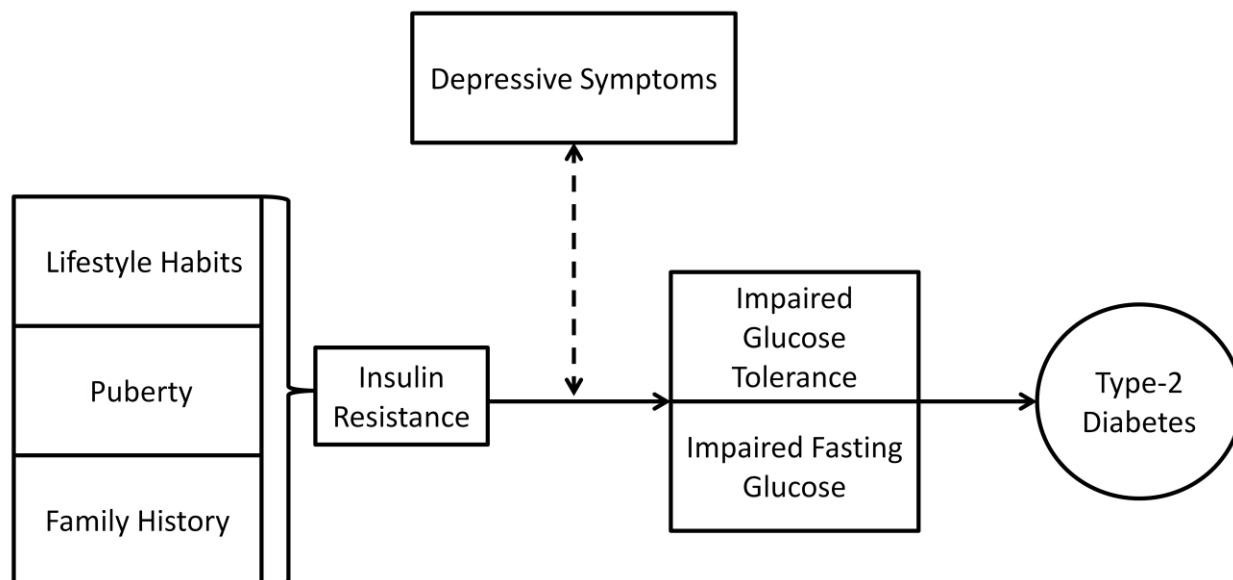 Depressive Symptoms
Lifestyle Habits
Puberty
Family History
Insulin
Resistance
Impaired
Glucose
Tolerance
Impaired Fasting
Glucose
Type-2
Diabetes